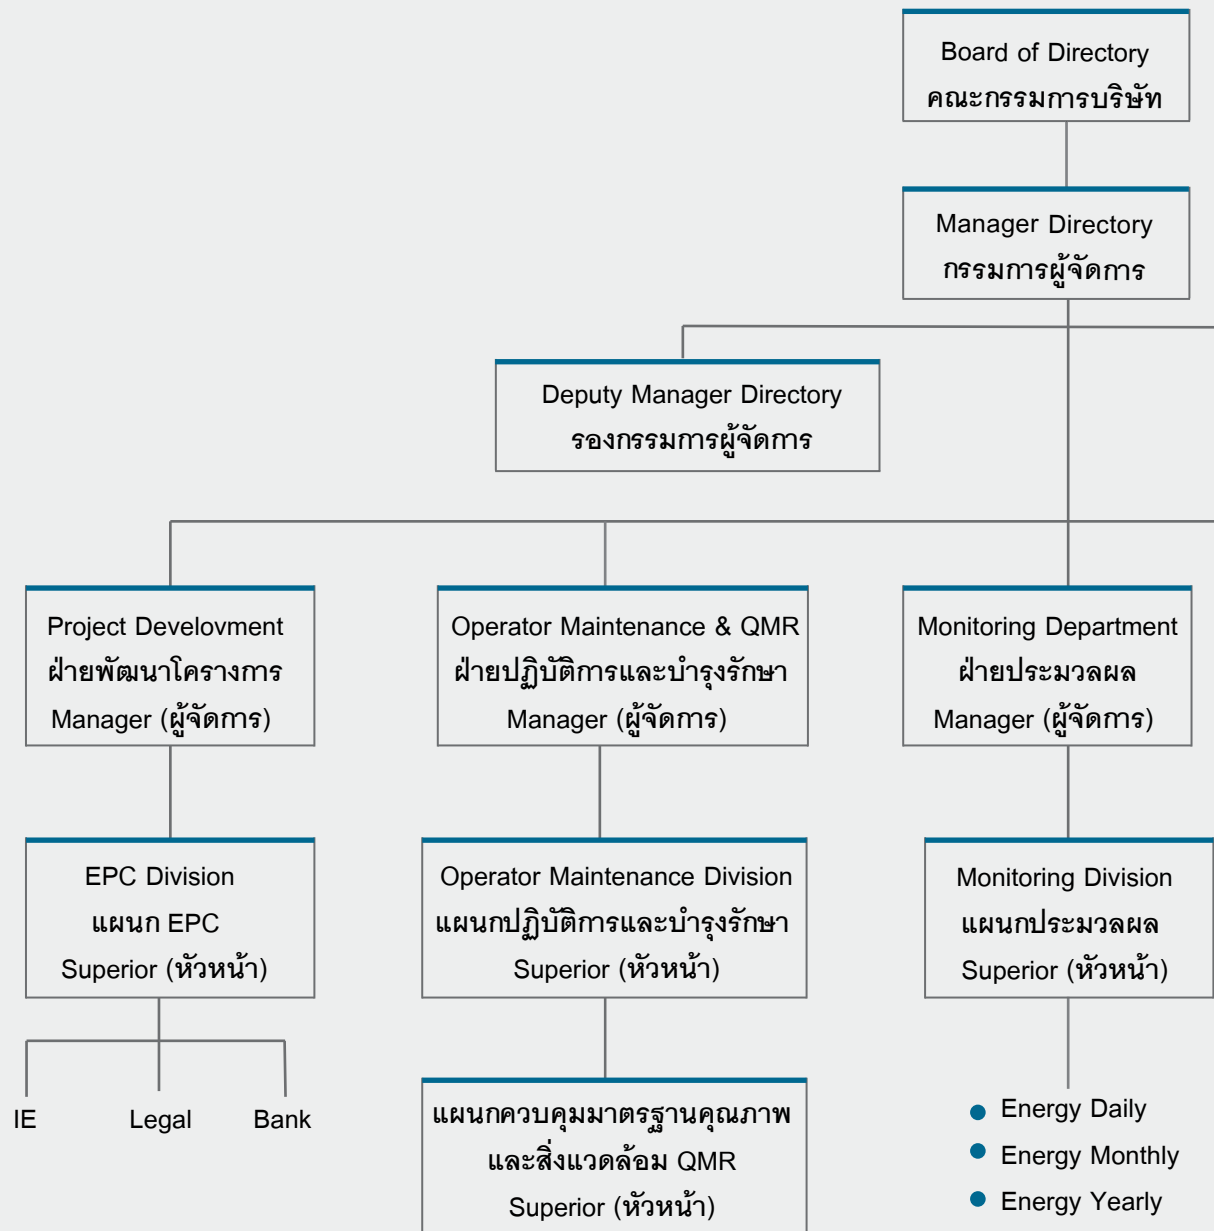 Board of Directory
คณะกรรมการบริษัท
Manager Directory
กรรมการผู้จัดการ
Deputy Manager Directory
รองกรรมการผู้จัดการ
Project Develovment
ฝ่ายพัฒนาโครางการ
Manager (ผู้จัดการ)
Operator Maintenance & QMR
ฝ่ายปฏิบัติการและบำรุงรักษา
Manager (ผู้จัดการ)
Monitoring Department
ฝ่ายประมวลผล
Manager (ผู้จัดการ)
EPC Division
แผนก EPC
Superior (หัวหน้า)
Operator Maintenance Division
แผนกปฏิบัติการและบำรุงรักษา
Superior (หัวหน้า)
Monitoring Division
แผนกประมวลผล
Superior (หัวหน้า)
IE
Legal
Bank
แผนกควบคุมมาตรฐานคุณภาพ
และสิ่งแวดล้อม QMR
Superior (หัวหน้า)
Energy Daily
Energy Monthly
Energy Yearly